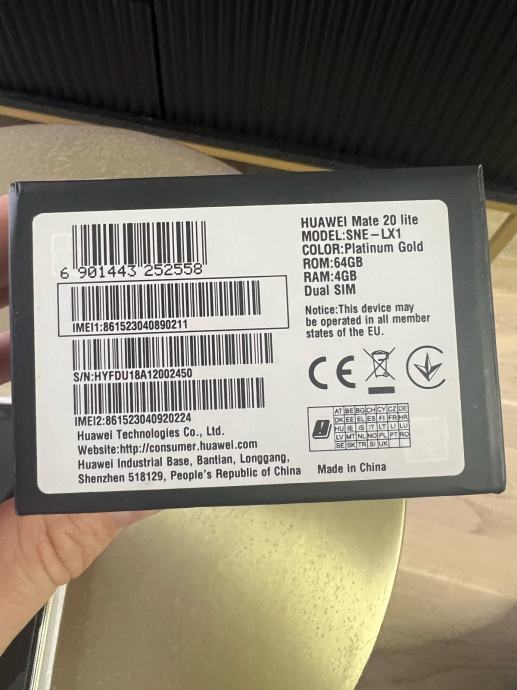 6 901443 252558
HUAWEI Mate 20 lite
MODEL:SNE-LX1
COLOR:Platinum Gold
ROM:64GB
RAM:4GB
Dual SIM
IMEI1:861523040890211
Notice:This device may
be operated in all member
states of the EU.
S/N:HYFDU18A12002450
IMEI2:861523040920224
CE
AT BE BG CH CY CZ DE
DK EE EL ES FI FR HR
HU IE IS IT LT LI LU
LV MT NL NO PL PT RO
SE SK TR SI UK
Huawei Technologies Co., Ltd.
Website:http://consumer.huawei.com
Huawei Industrial Base, Bantian, Longgang,
Shenzhen 518129, People's Republic of China
Made in China